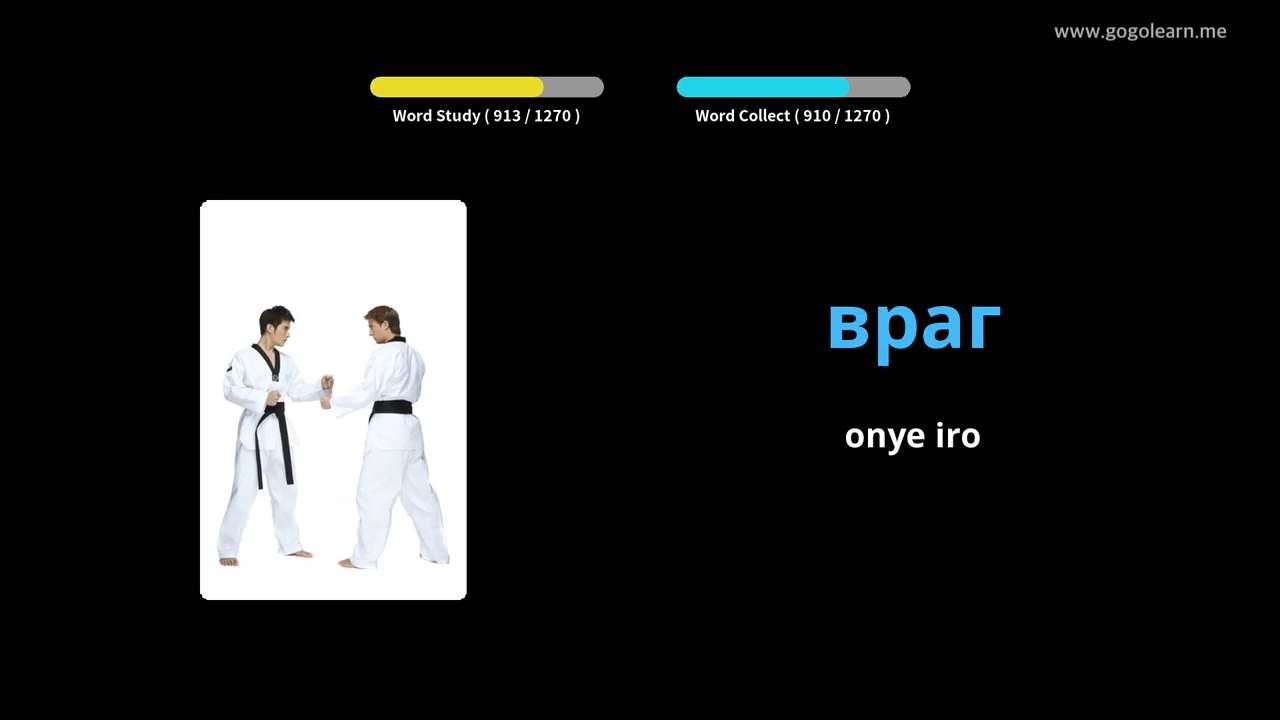 www.gogolearn.me
Word Study ( 913 / 1270 )
Word Collect ( 910 / 1270 )
враг
onye iro